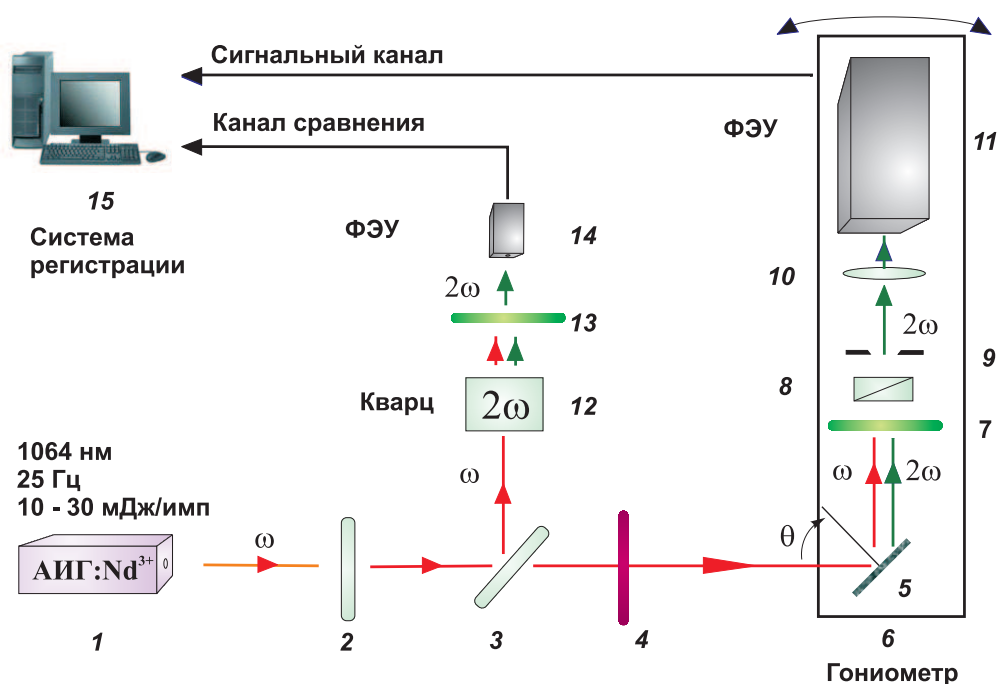 Сигнальный канал
Канал сравнения
ФЭУ
11
15
Система
регистрации
ФЭУ
14
10
2ω
2ω
13
9
8
Кварц
2ω
12
7
1064 нм
25 Гц
10 - 30 мДж/имп
ω
ω
2ω
ω
θ
АИГ:Nd³⁺
5
1
2
3
4
6
Гониометр